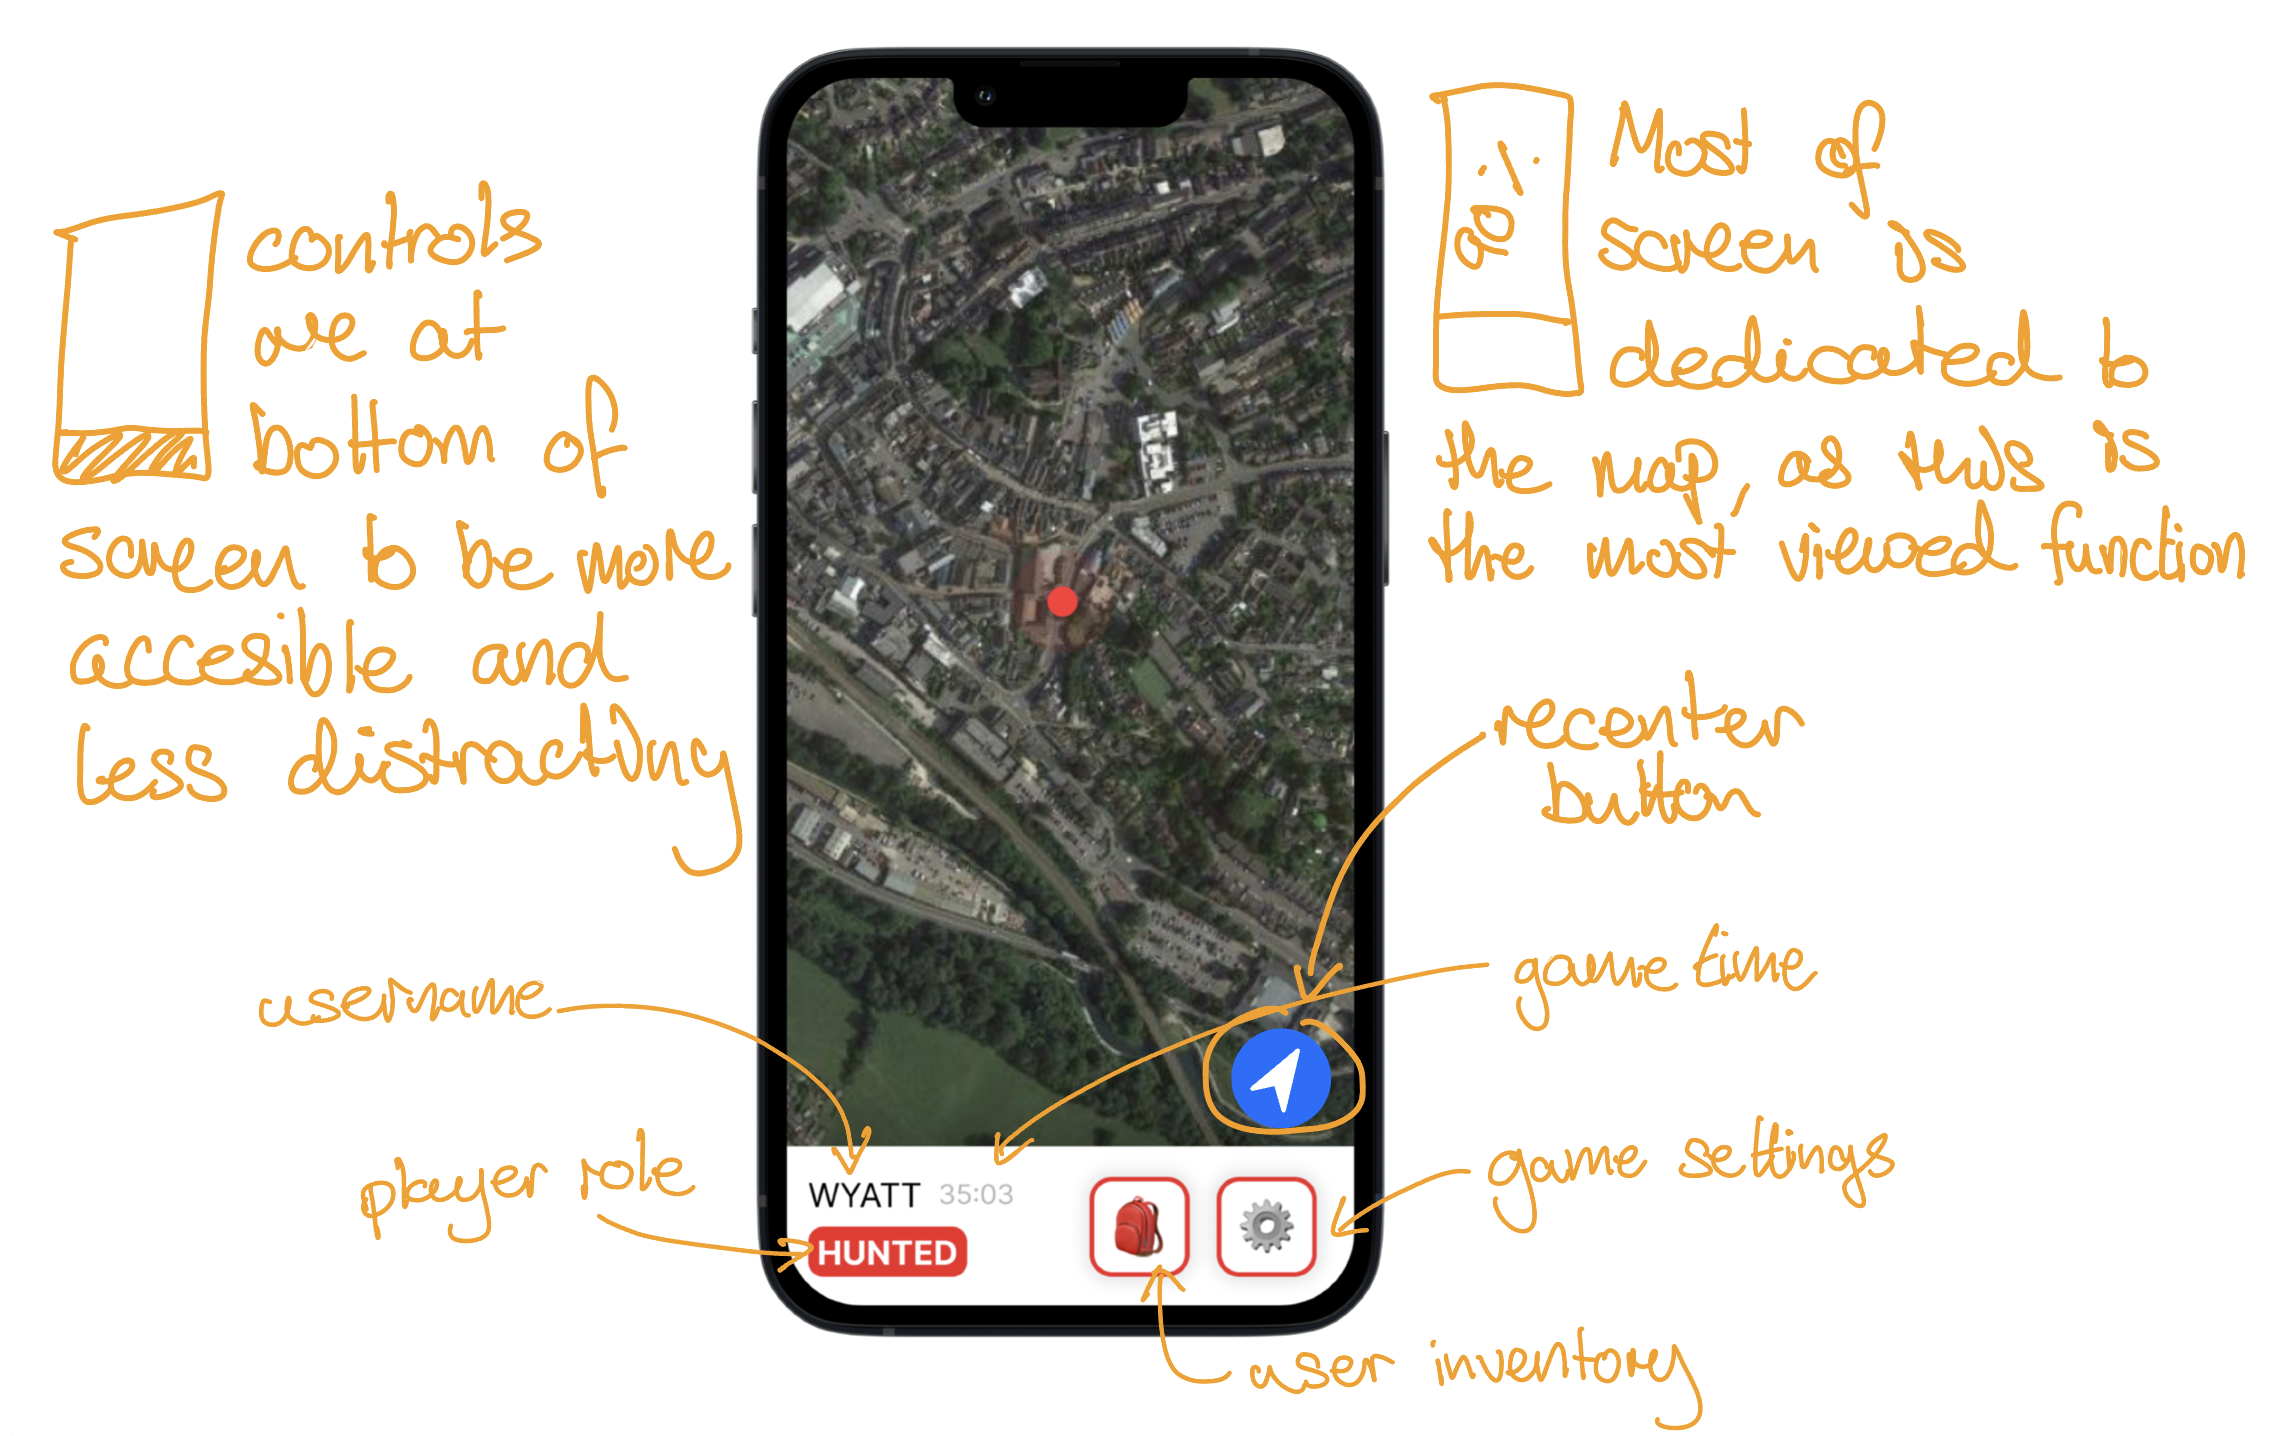 controls
are at
bottom of
screen to be more
accesible and
less distracting
90%
Most of
screen is
dedicated to
the map, as this is
the most viewed function
recenter
button
username
game time
player role
game settings
WYATT 35:03
HUNTED
user inventory